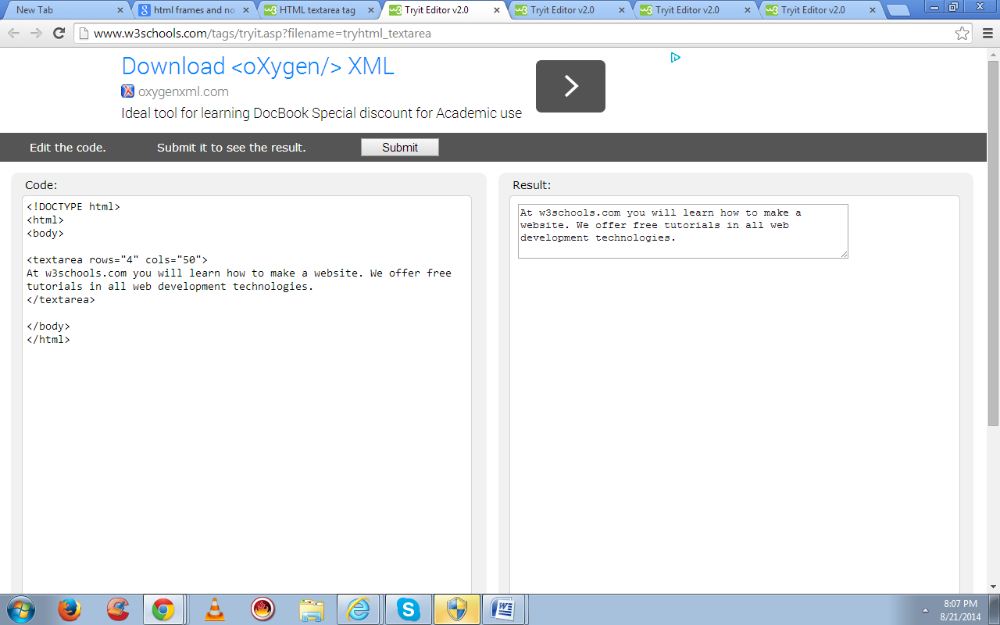 New Tab
html frames and no
HTML textarea tag
Tryit Editor v2.0
Tryit Editor v2.0
Tryit Editor v2.0
Tryit Editor v2.0
www.w3schools.com/tags/tryit.asp?filename=tryhtml_textarea
Download <oXygen/> XML
oxygenxml.com
Ideal tool for learning DocBook Special discount for Academic use
Edit the code.
Submit it to see the result.
Submit
Code:
<!DOCTYPE html>
<html>
<body>
<textarea rows="4" cols="50">
At w3schools.com you will learn how to make a website. We offer free
tutorials in all web development technologies.
</textarea>
</body>
</html>
Result:
At w3schools.com you will learn how to make a
website. We offer free tutorials in all web
development technologies.
8:07 PM
8/21/2014